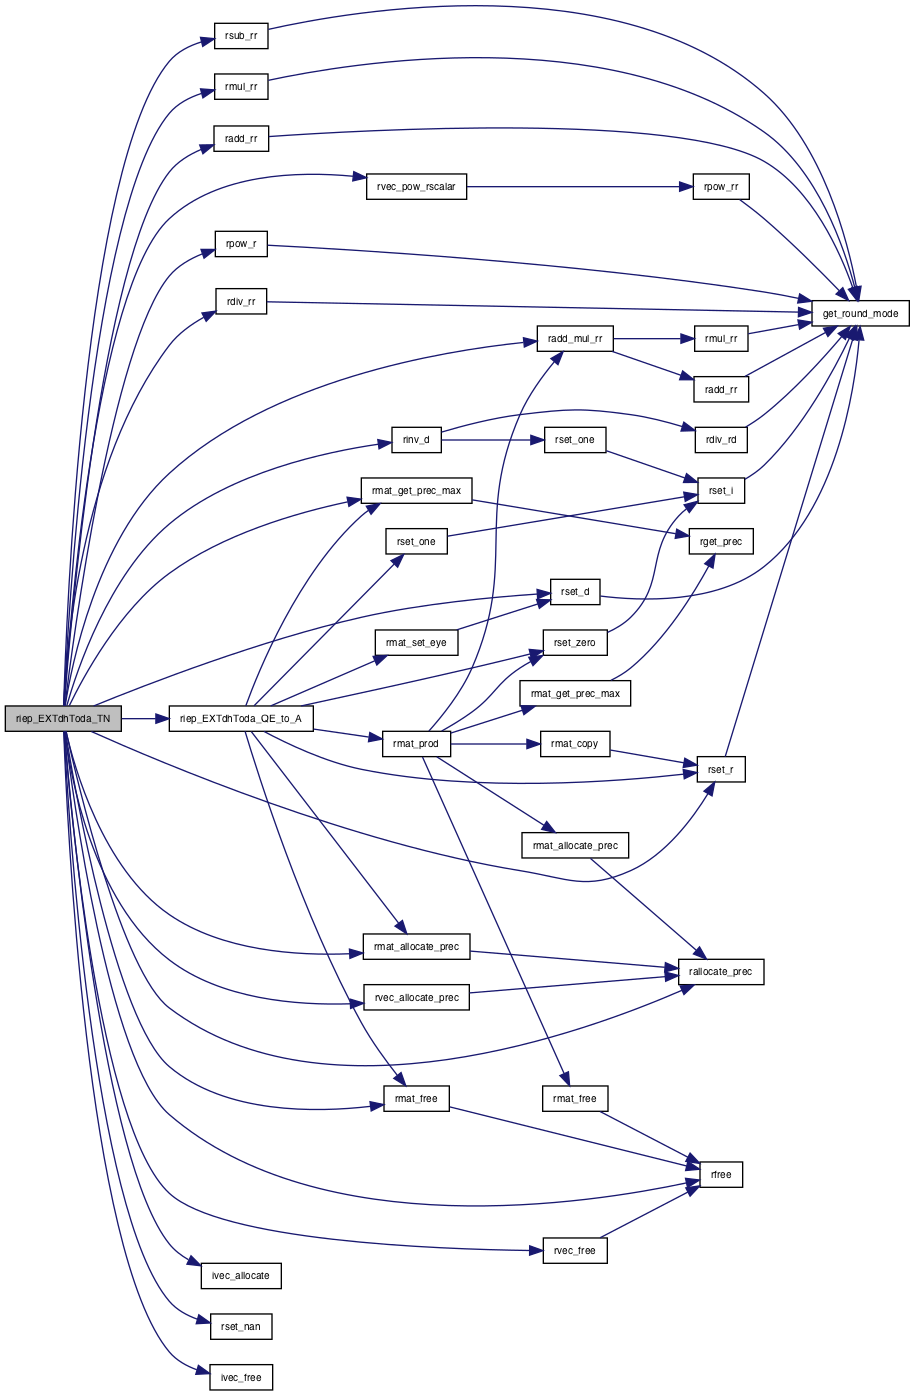 rsub_rr
rmul_rr
radd_rr
rvec_pow_rscalar
rpow_rr
rpow_r
rdiv_rr
get_round_mode
radd_mul_rr
rmul_rr
radd_rr
rinv_d
rset_one
rdiv_rd
rmat_get_prec_max
rset_i
rset_one
rget_prec
rset_d
rmat_set_eye
rset_zero
rmat_get_prec_max
riep_EXTdhToda_TN
riep_EXTdhToda_QE_to_A
rmat_prod
rmat_copy
rset_r
rmat_allocate_prec
rmat_allocate_prec
rallocate_prec
rvec_allocate_prec
rmat_free
rmat_free
rfree
rvec_free
ivec_allocate
rset_nan
ivec_free